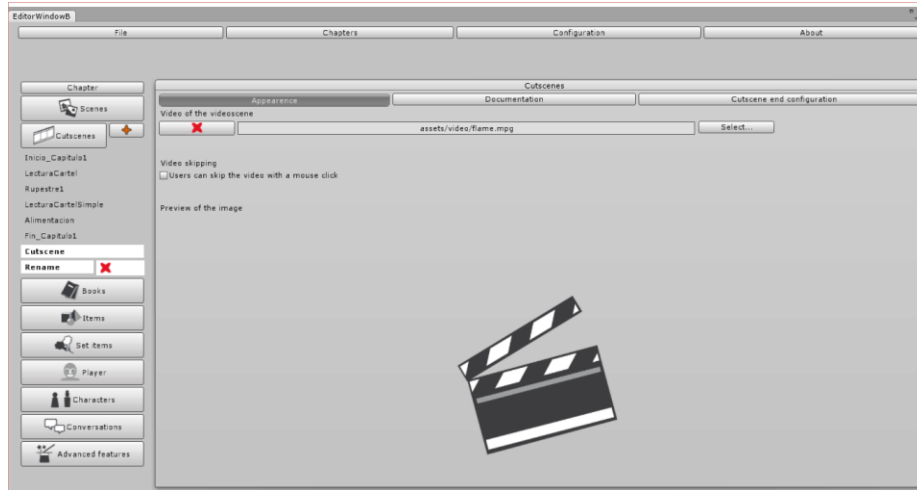 EditorWindowB
File Chapters Configuration About
Chapter
Scenes
Cutscenes
Inicio_Capitulo1
LecturaCartel
Rupestre1
LecturaCartelSimple
Alimentacion
Fin_Capitulo1
Cutscene
Rename
Books
Items
Set items
Player
Characters
Conversations
Advanced features
Cutscenes
Appearence Documentation Cutscene end configuration
Video of the videoscene
assets/video/flame.mpg Select...
Video skipping
Users can skip the video with a mouse click
Preview of the image